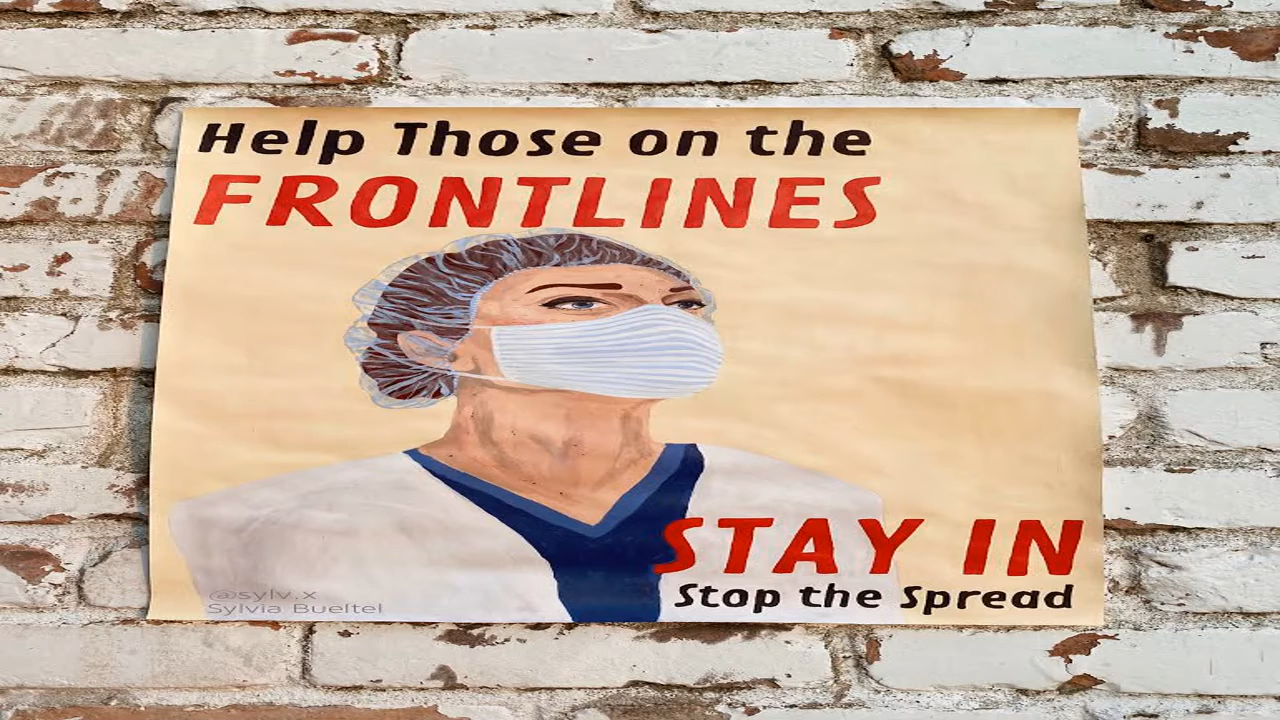 Help Those on the
FRONTLINES
STAY IN
Stop the Spread
@sylv.x
Sylvia Bueltel